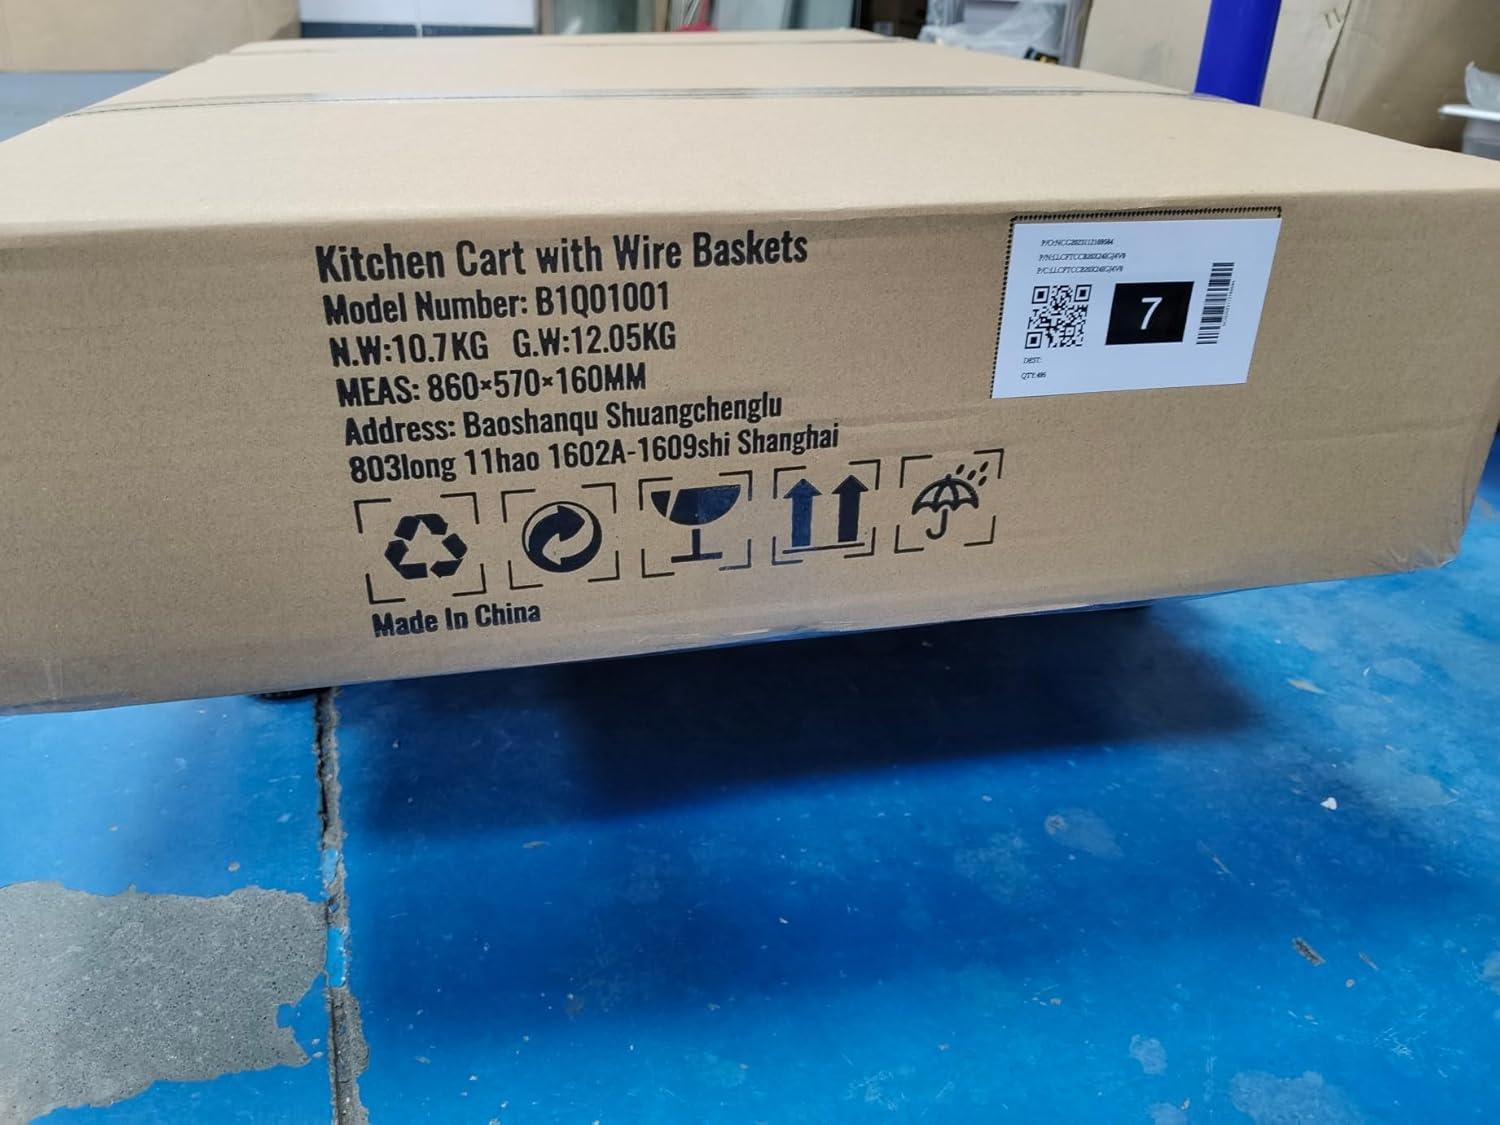 Kitchen Cart with Wire Baskets
Model Number: B1Q01001
N.W:10.7KG G.W:12.05KG
MEAS: 860×570×160MM
Address: Baoshanqu Shuangchenglu
803long 11hao 1602A-1609shi Shanghai
Made In China
7
DEST: